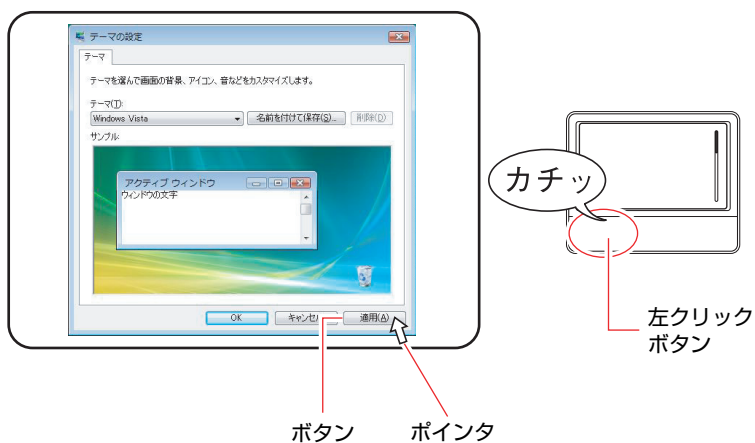 テーマの設定
テーマ
テーマを選んで画面の背景、アイコン、音などをカスタマイズします。
テーマ(T):
Windows Vista
名前を付けて保存(S)...
削除(D)
サンプル:
アクティブ ウィンドウ
ウィンドウの文字
OK
キャンセル
適用(A)
カチッ
左クリック
ボタン
ボタン
ポインタ